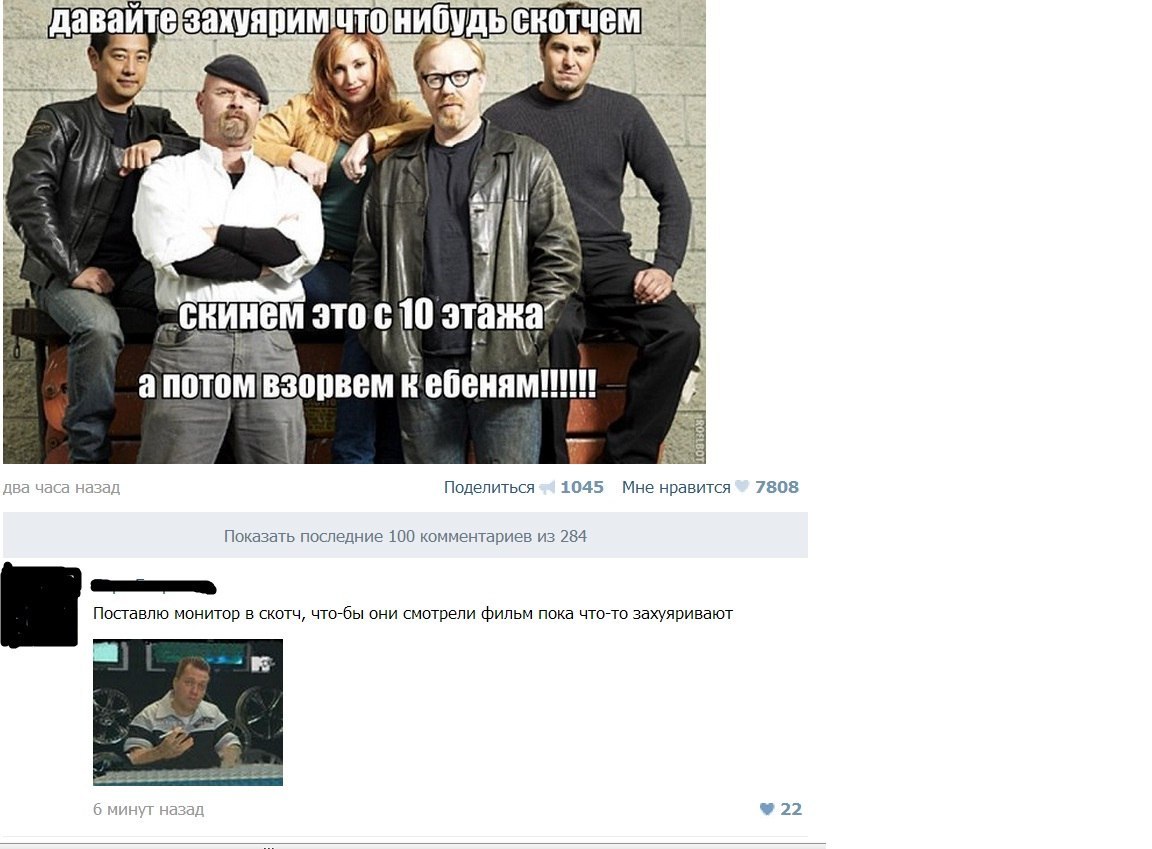 давайте захуярим что нибудь скотчем
скинем это с 10 этажа
а потом взорвем к ебеням!!!!!!
ROFLBOT
два часа назад
Поделиться 1045 Мне нравится 7808
Показать последние 100 комментариев из 284
Поставлю монитор в скотч, что-бы они смотрели фильм пока что-то захуяривают
6 минут назад
22